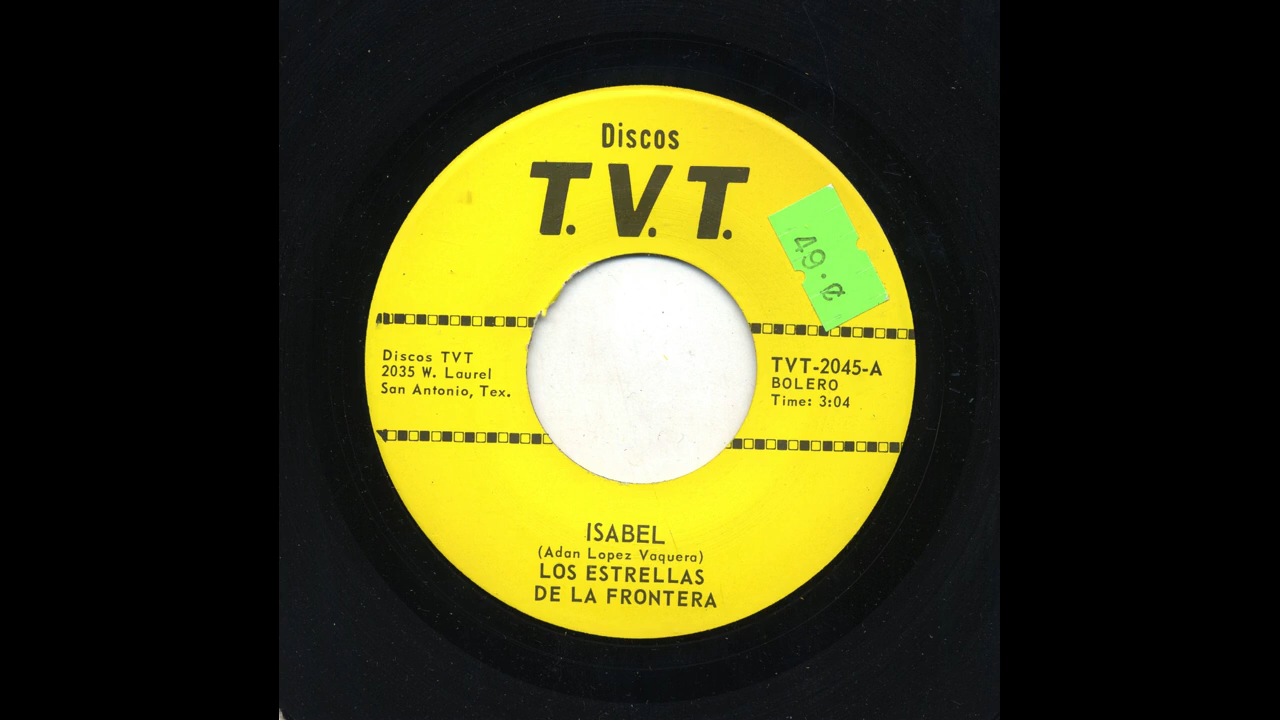 Discos
T.V.T.
49.¢
Discos TVT
2035 W. Laurel
San Antonio, Tex.
TVT-2045-A
BOLERO
Time: 3:04
ISABEL
(Adan Lopez Vaquera)
LOS ESTRELLAS
DE LA FRONTERA